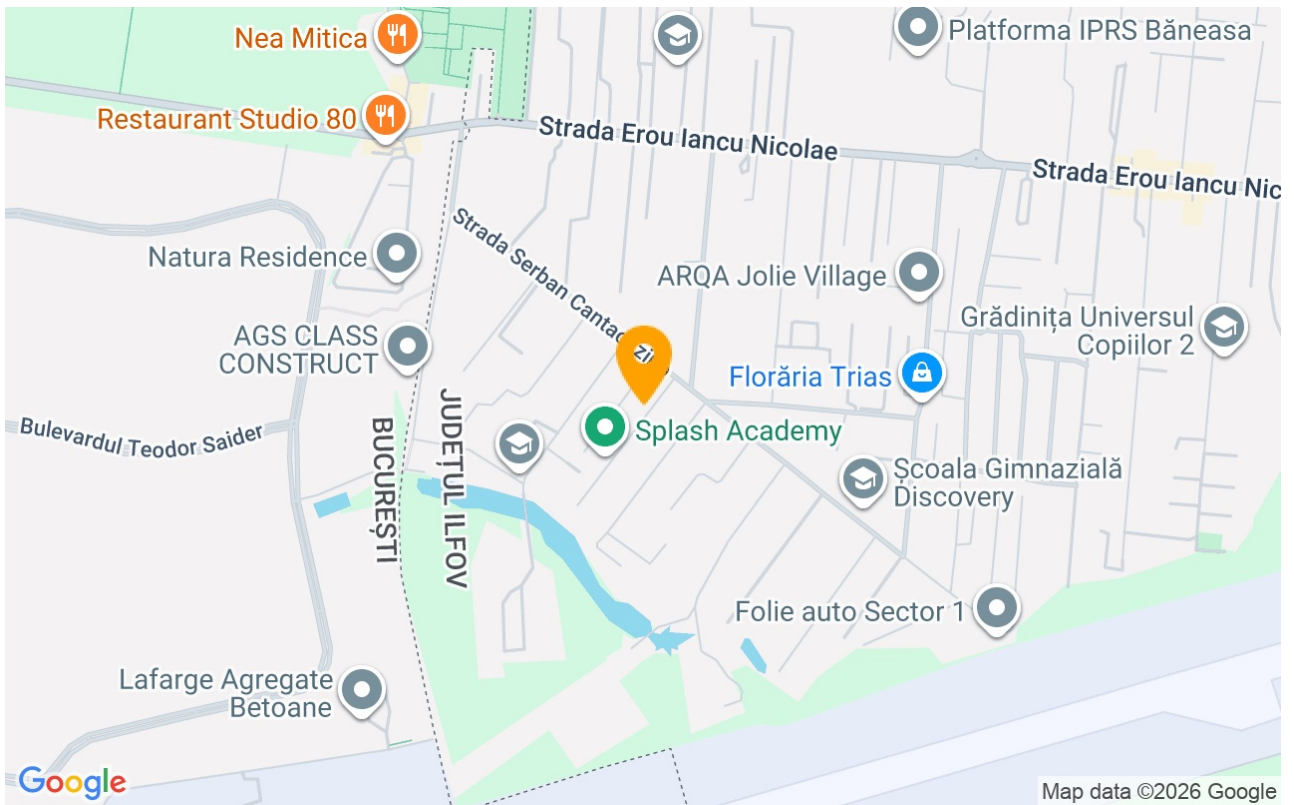 Nea Mitica
Platforma IPRS Băneasa
Restaurant Studio 80
Strada Erou Iancu Nicolae
Strada Erou Iancu Nic
Strada Serban Cantacuzino
Natura Residence
ARQA Jolie Village
AGS CLASS
CONSTRUCT
Grădinița Universul
Copiilor 2
Florăria Trias
Splash Academy
Bulevardul Teodor Saider
BUCUREȘTI
JUDEȚUL ILFOV
Școala Gimnazială
Discovery
Folie auto Sector 1
Lafarge Agregate
Betoane
Google
Map data ©2026 Google